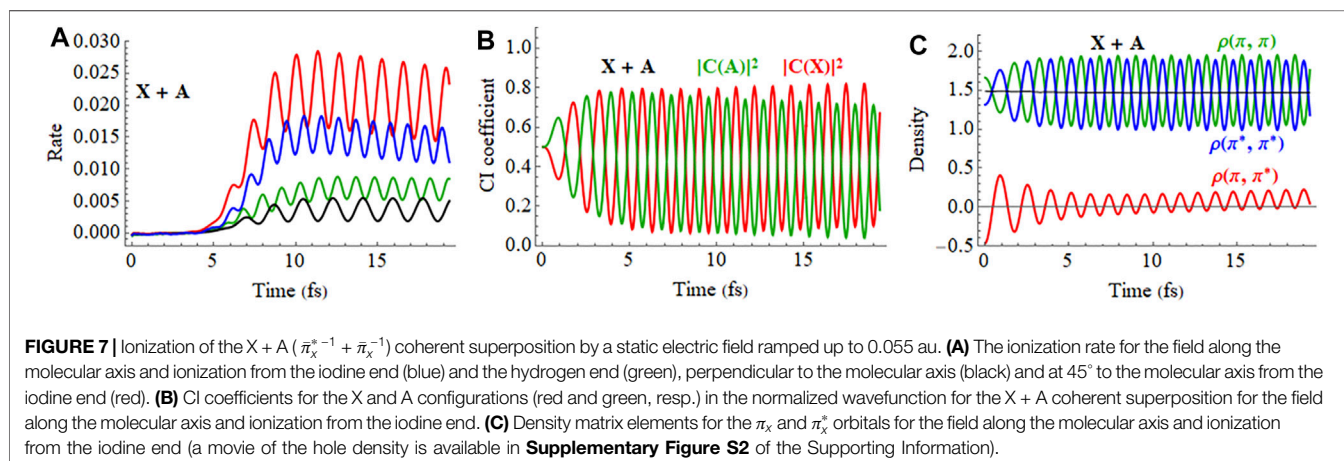 A
0.030
0.025
0.020
0.015
0.010
0.005
0.000
Rate
X + A
0 5 10 15
Time (fs)
B
1.0
0.8
0.6
0.4
0.2
0.0
CI coefficient
X + A |C(A)|² |C(X)|²
0 5 10 15
Time (fs)
C
2.0
1.5
1.0
0.5
0.0
−0.5
Density
X + A ρ(π, π)
ρ(π*, π*)
ρ(π, π*)
0 5 10 15
Time (fs)
FIGURE 7 | Ionization of the X + A (π̄ₓ*⁻¹ + π̄ₓ⁻¹) coherent superposition by a static electric field ramped up to 0.055 au. (A) The ionization rate for the field along the
molecular axis and ionization from the iodine end (blue) and the hydrogen end (green), perpendicular to the molecular axis (black) and at 45° to the molecular axis from the
iodine end (red). (B) CI coefficients for the X and A configurations (red and green, resp.) in the normalized wavefunction for the X + A coherent superposition for the field
along the molecular axis and ionization from the iodine end. (C) Density matrix elements for the πₓ and πₓ* orbitals for the field along the molecular axis and ionization
from the iodine end (a movie of the hole density is available in Supplementary Figure S2 of the Supporting Information).